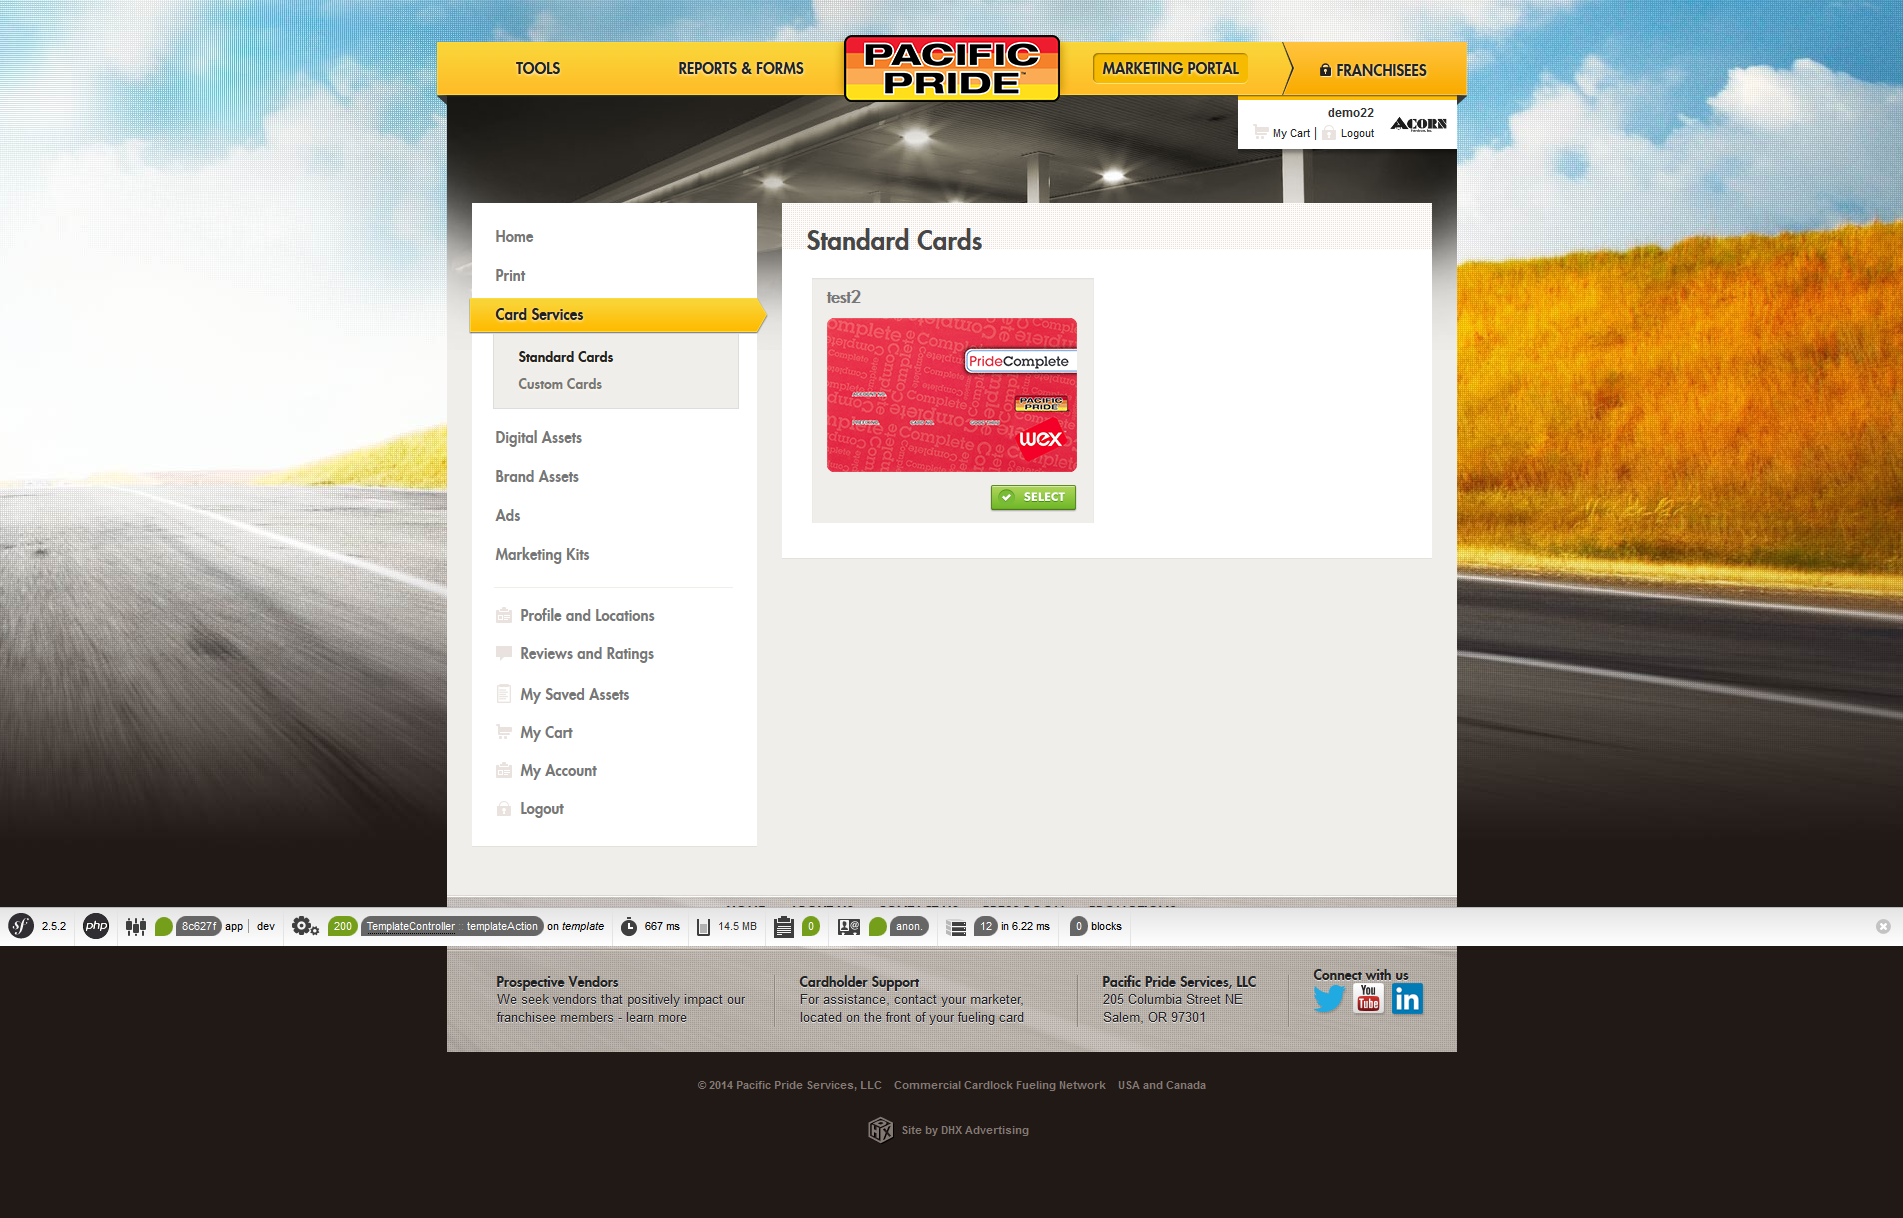 TOOLS
REPORTS & FORMS
PACIFIC
PRIDE
MARKETING PORTAL
FRANCHISEES
demo22
My Cart | Logout
ACORN
Home
Print
Card Services
Standard Cards
Custom Cards
Digital Assets
Brand Assets
Ads
Marketing Kits
Profile and Locations
Reviews and Ratings
My Saved Assets
My Cart
My Account
Logout
Standard Cards
test2
PrideComplete
ACCOUNT NO.
PACIFIC
PRIDE
wex
SELECT
sf 2.5.2 php 8c627f app | dev 200 TemplateController :: templateAction on template 667 ms 14.5 MB 0 anon. 12 in 6.22 ms 0 blocks
Prospective Vendors
We seek vendors that positively impact our
franchisee members - learn more
Cardholder Support
For assistance, contact your marketer,
located on the front of your fueling card
Pacific Pride Services, LLC
205 Columbia Street NE
Salem, OR 97301
Connect with us
You
Tube
in
© 2014 Pacific Pride Services, LLC Commercial Cardlock Fueling Network USA and Canada
DHX
Site by DHX Advertising